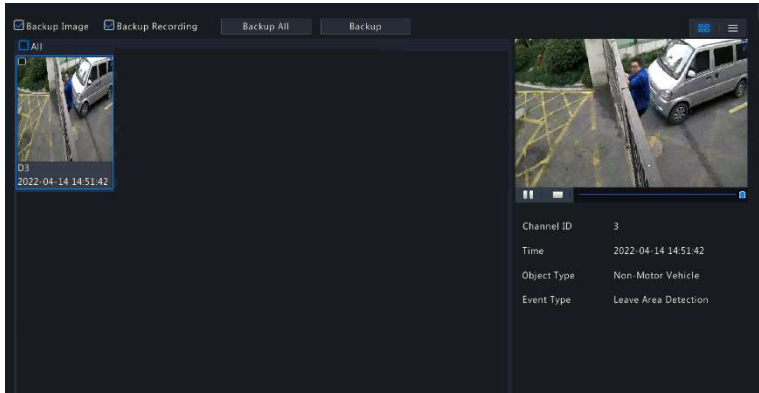 Backup Image Backup Recording Backup All Backup
All
D3
2022-04-14 14:51:42
Channel ID 3
Time 2022-04-14 14:51:42
Object Type Non-Motor Vehicle
Event Type Leave Area Detection